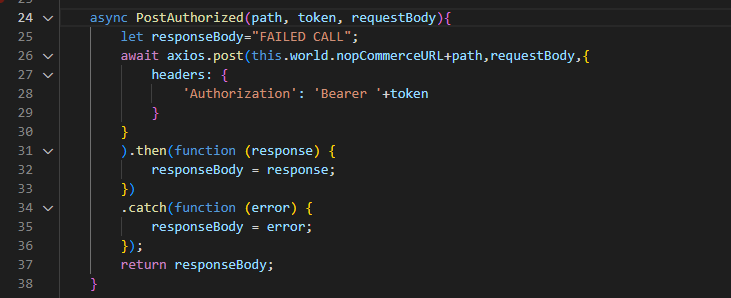 24 async PostAuthorized(path, token, requestBody){
25 let responseBody="FAILED CALL";
26 await axios.post(this.world.nopCommerceURL+path,requestBody,{
27 headers: {
28 'Authorization': 'Bearer '+token
29 }
30 }
31 ).then(function (response) {
32 responseBody = response;
33 })
34 .catch(function (error) {
35 responseBody = error;
36 });
37 return responseBody;
38 }